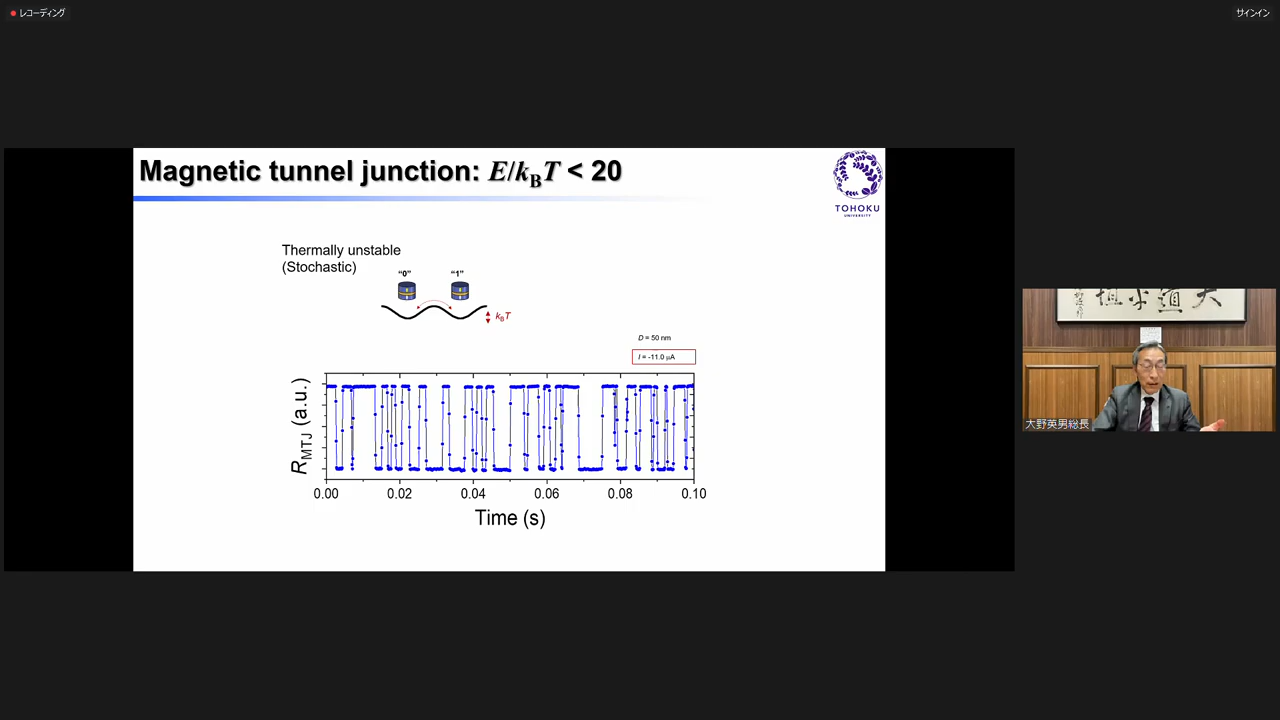 レコーディング
サインイン
Magnetic tunnel junction: E/kBT < 20
TOHOKU
UNIVERSITY
Thermally unstable
(Stochastic)
“0”
“1”
kBT
D = 50 nm
I = -11.0 μA
RMTJ (a.u.)
0.00
0.02
0.04
0.06
0.08
0.10
Time (s)
大野英男総長